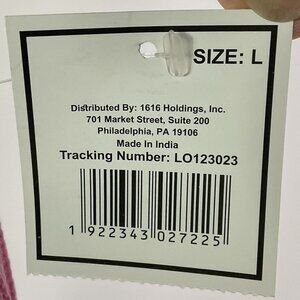 SIZE: L
Distributed By: 1616 Holdings, Inc.
701 Market Street, Suite 200
Philadelphia, PA 19106
Made In India
Tracking Number: LO123023
1 922343 027225